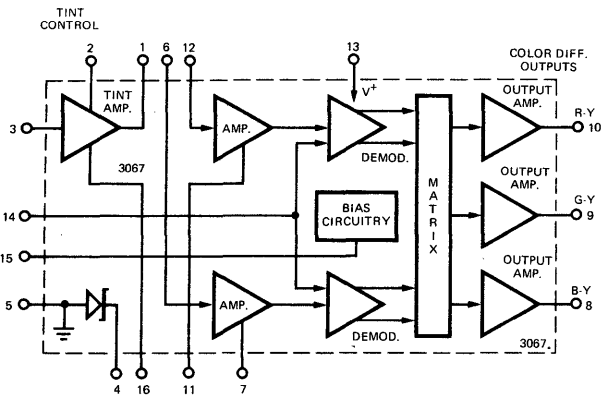 TINT
CONTROL
2 1 6 12 13
COLOR DIFF.
OUTPUTS
V+
TINT
AMP.
OUTPUT
AMP.
R-Y
3 AMP. 10
3067
DEMOD.
OUTPUT
AMP.
G-Y
14 9
BIAS
CIRCUITRY
MATRIX
15
OUTPUT
AMP.
B-Y
5 AMP. 8
DEMOD.
3067
4 16 11 7